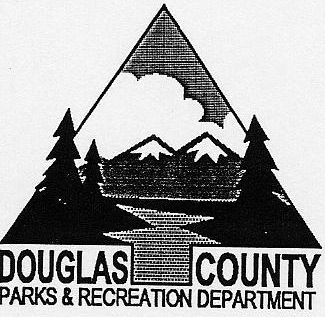 DOUGLAS COUNTY
PARKS & RECREATION DEPARTMENT